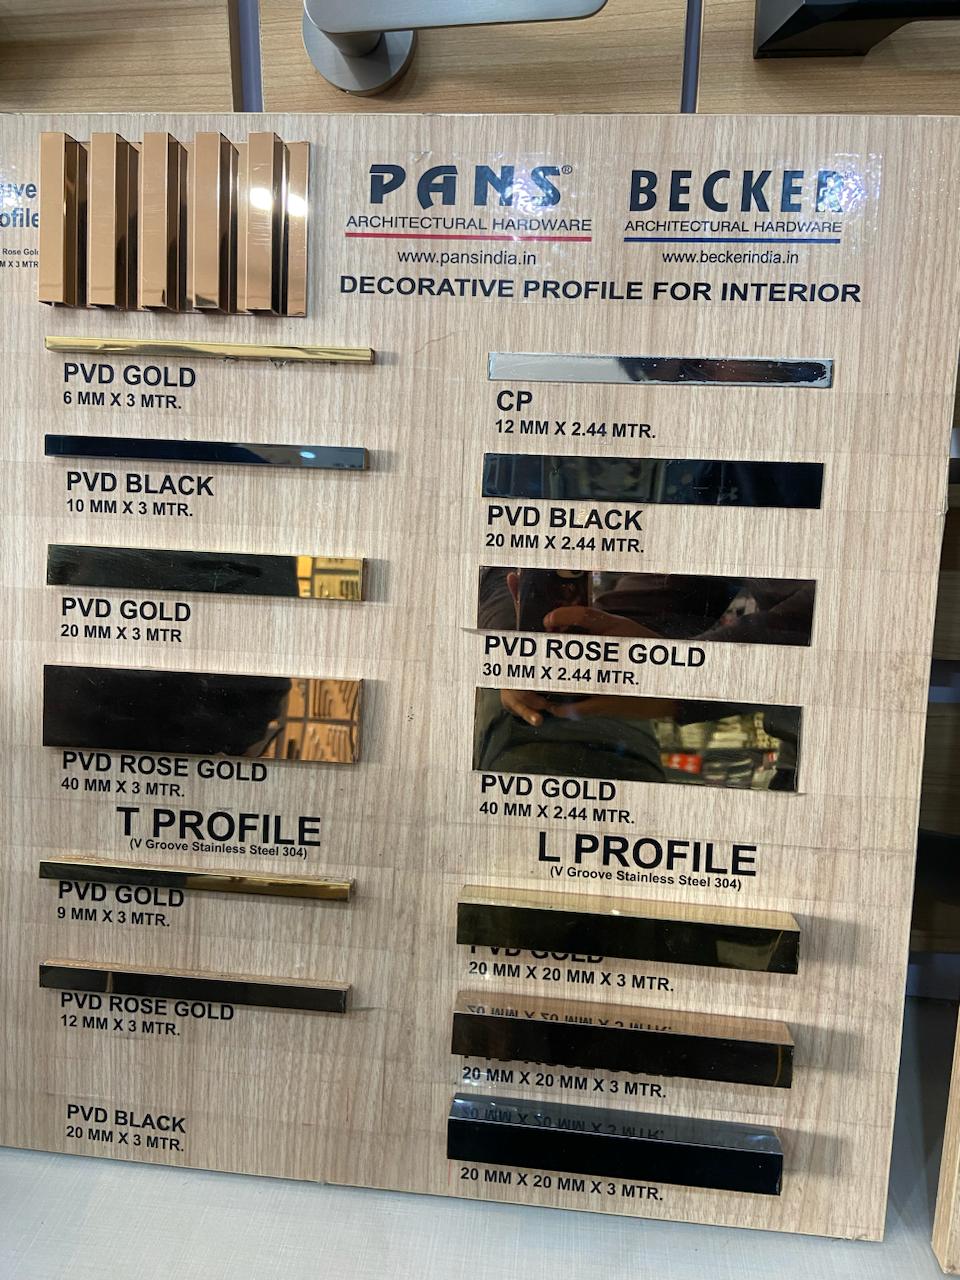 PANS®
ARCHITECTURAL HARDWARE
www.pansindia.in
BECKER
ARCHITECTURAL HARDWARE
www.beckerindia.in
DECORATIVE PROFILE FOR INTERIOR
Rose Gold
PVD GOLD
6 MM X 3 MTR.
PVD BLACK
10 MM X 3 MTR.
PVD GOLD
20 MM X 3 MTR
PVD ROSE GOLD
40 MM X 3 MTR.
T PROFILE
(V Groove Stainless Steel 304)
PVD GOLD
9 MM X 3 MTR.
PVD ROSE GOLD
12 MM X 3 MTR.
PVD BLACK
20 MM X 3 MTR.
CP
12 MM X 2.44 MTR.
PVD BLACK
20 MM X 2.44 MTR.
PVD ROSE GOLD
30 MM X 2.44 MTR.
PVD GOLD
40 MM X 2.44 MTR.
L PROFILE
(V Groove Stainless Steel 304)
PVD GOLD
20 MM X 20 MM X 3 MTR.
20 MM X 20 MM X 3 MTR.
20 MM X 20 MM X 3 MTR.